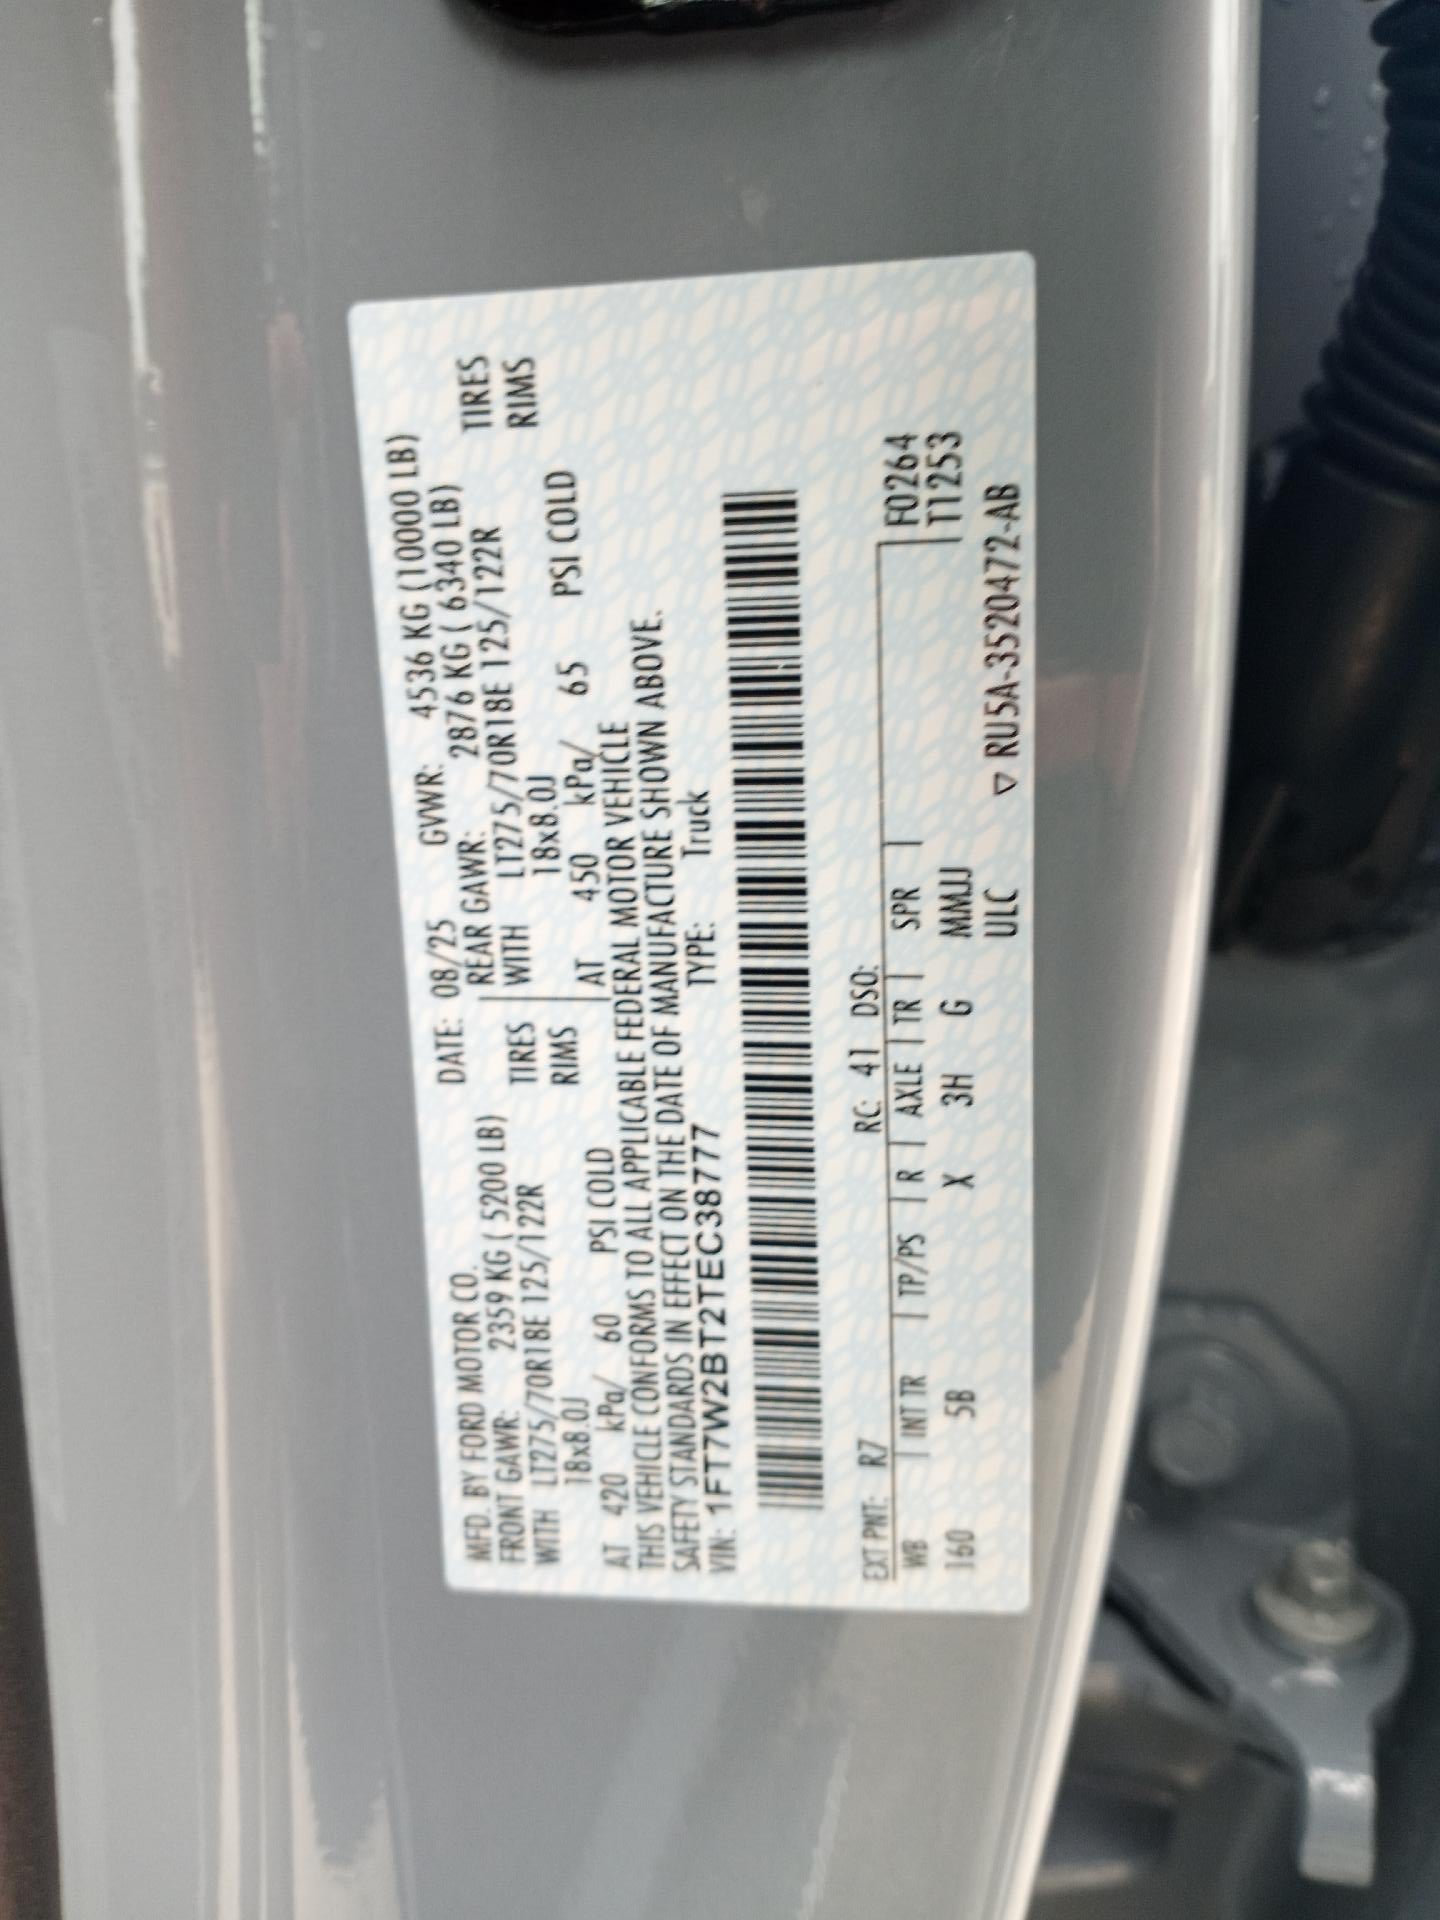 MFD. BY FORD MOTOR CO. DATE: 08/25 GVWR: 4536 KG (10000 LB)
FRONT GAWR: 2359 KG ( 5200 LB) REAR GAWR: 2876 KG ( 6340 LB)
WITH LT275/70R18E 125/122R TIRES WITH LT275/70R18E 125/122R TIRES
18x8.0J RIMS 18x8.0J RIMS
AT 420 kPa/ 60 PSI COLD AT 450 kPa/ 65 PSI COLD
THIS VEHICLE CONFORMS TO ALL APPLICABLE FEDERAL MOTOR VEHICLE
SAFETY STANDARDS IN EFFECT ON THE DATE OF MANUFACTURE SHOWN ABOVE.
VIN: 1FT7W2BT2TEC38777 TYPE: Truck
EXT PNT: R7 RC: 41 DSO: F0264
WB INT TR TP/PS R AXLE TR SPR T1253
160 5B X 3H G MMJJ
ULC ▽ RU5A-3520472-AB